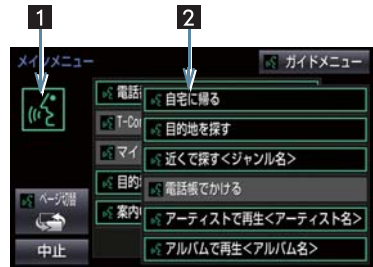 1
2
メインメニュー
ガイドメニュー
電話
自宅に帰る
T-Con
目的地を探す
マイ
近くで探す<ジャンル名>
目的
電話帳でかける
案内
アーティストで再生<アーティスト名>
ページ切替
アルバムで再生<アルバム名>
中止